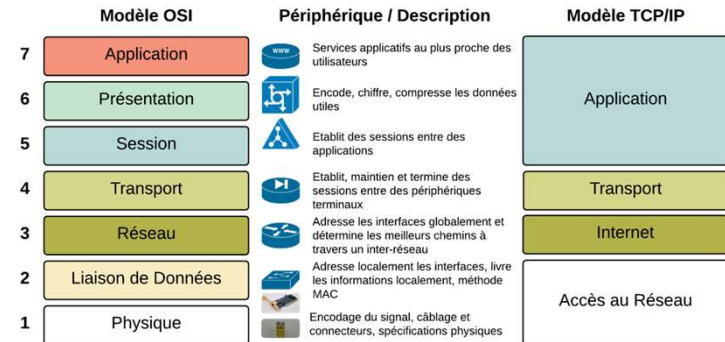 Modèle OSI
Périphérique / Description
Modèle TCP/IP
7
Application
www
Services applicatifs au plus proche des
utilisateurs
6
Présentation
Encode, chiffre, compresse les données
utiles
Application
5
Session
Etablit des sessions entre des
applications
4
Transport
Etablit, maintien et termine des
sessions entre des périphériques
terminaux
Transport
3
Réseau
Adresse les interfaces globalement et
détermine les meilleurs chemins à
travers un inter-réseau
Internet
2
Liaison de Données
Adresse localement les interfaces, livre
les informations localement, méthode
MAC
Accès au Réseau
1
Physique
Encodage du signal, câblage et
connecteurs, spécifications physiques